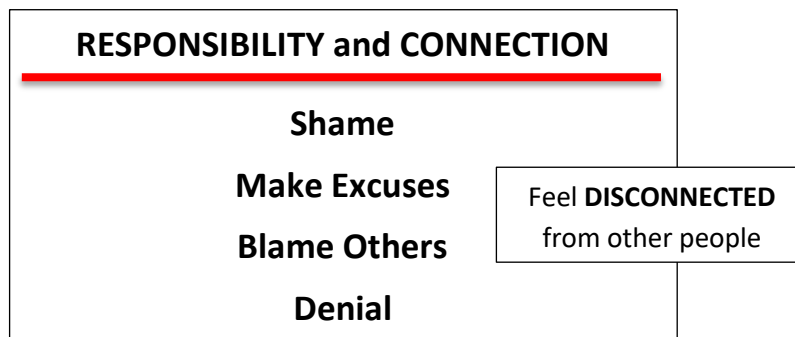 RESPONSIBILITY and CONNECTION
Shame
Make Excuses
Blame Others
Denial
Feel DISCONNECTED
from other people